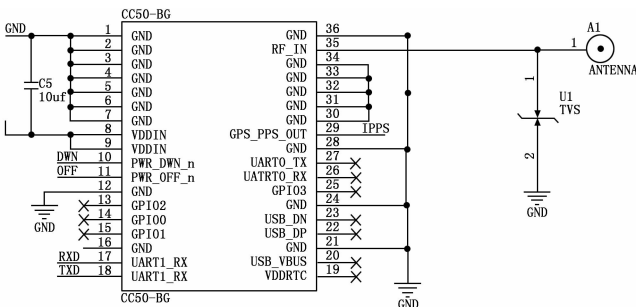 CC50-BG
GND
C5
10uf
1 GND
2 GND
3 GND
4 GND
5 GND
6 GND
7 GND
8 VDDIN
9 VDDIN
DWN 10 PWR_DWN_n
OFF 11 PWR_OFF_n
12 GND
GND
13 GPIO2
14 GPIO0
15 GPIO1
16 GND
RXD 17 UART1_RX
TXD 18 UART1_RX
GND 36
RF_IN 35
GND 34
GND 33
GND 32
GND 31
GND 30
GPS_PPS_OUT 29 IPPS
GND 28
UART0_TX 27
UATRT0_RX 26
GPIO3 25
GND 24
USB_DN 23
USB_DP 22
GND 21
USB_VBUS 20
VDDRTC 19
CC50-BG
GND
A1
1
ANTENNA
1
U1
TVS
2
GND